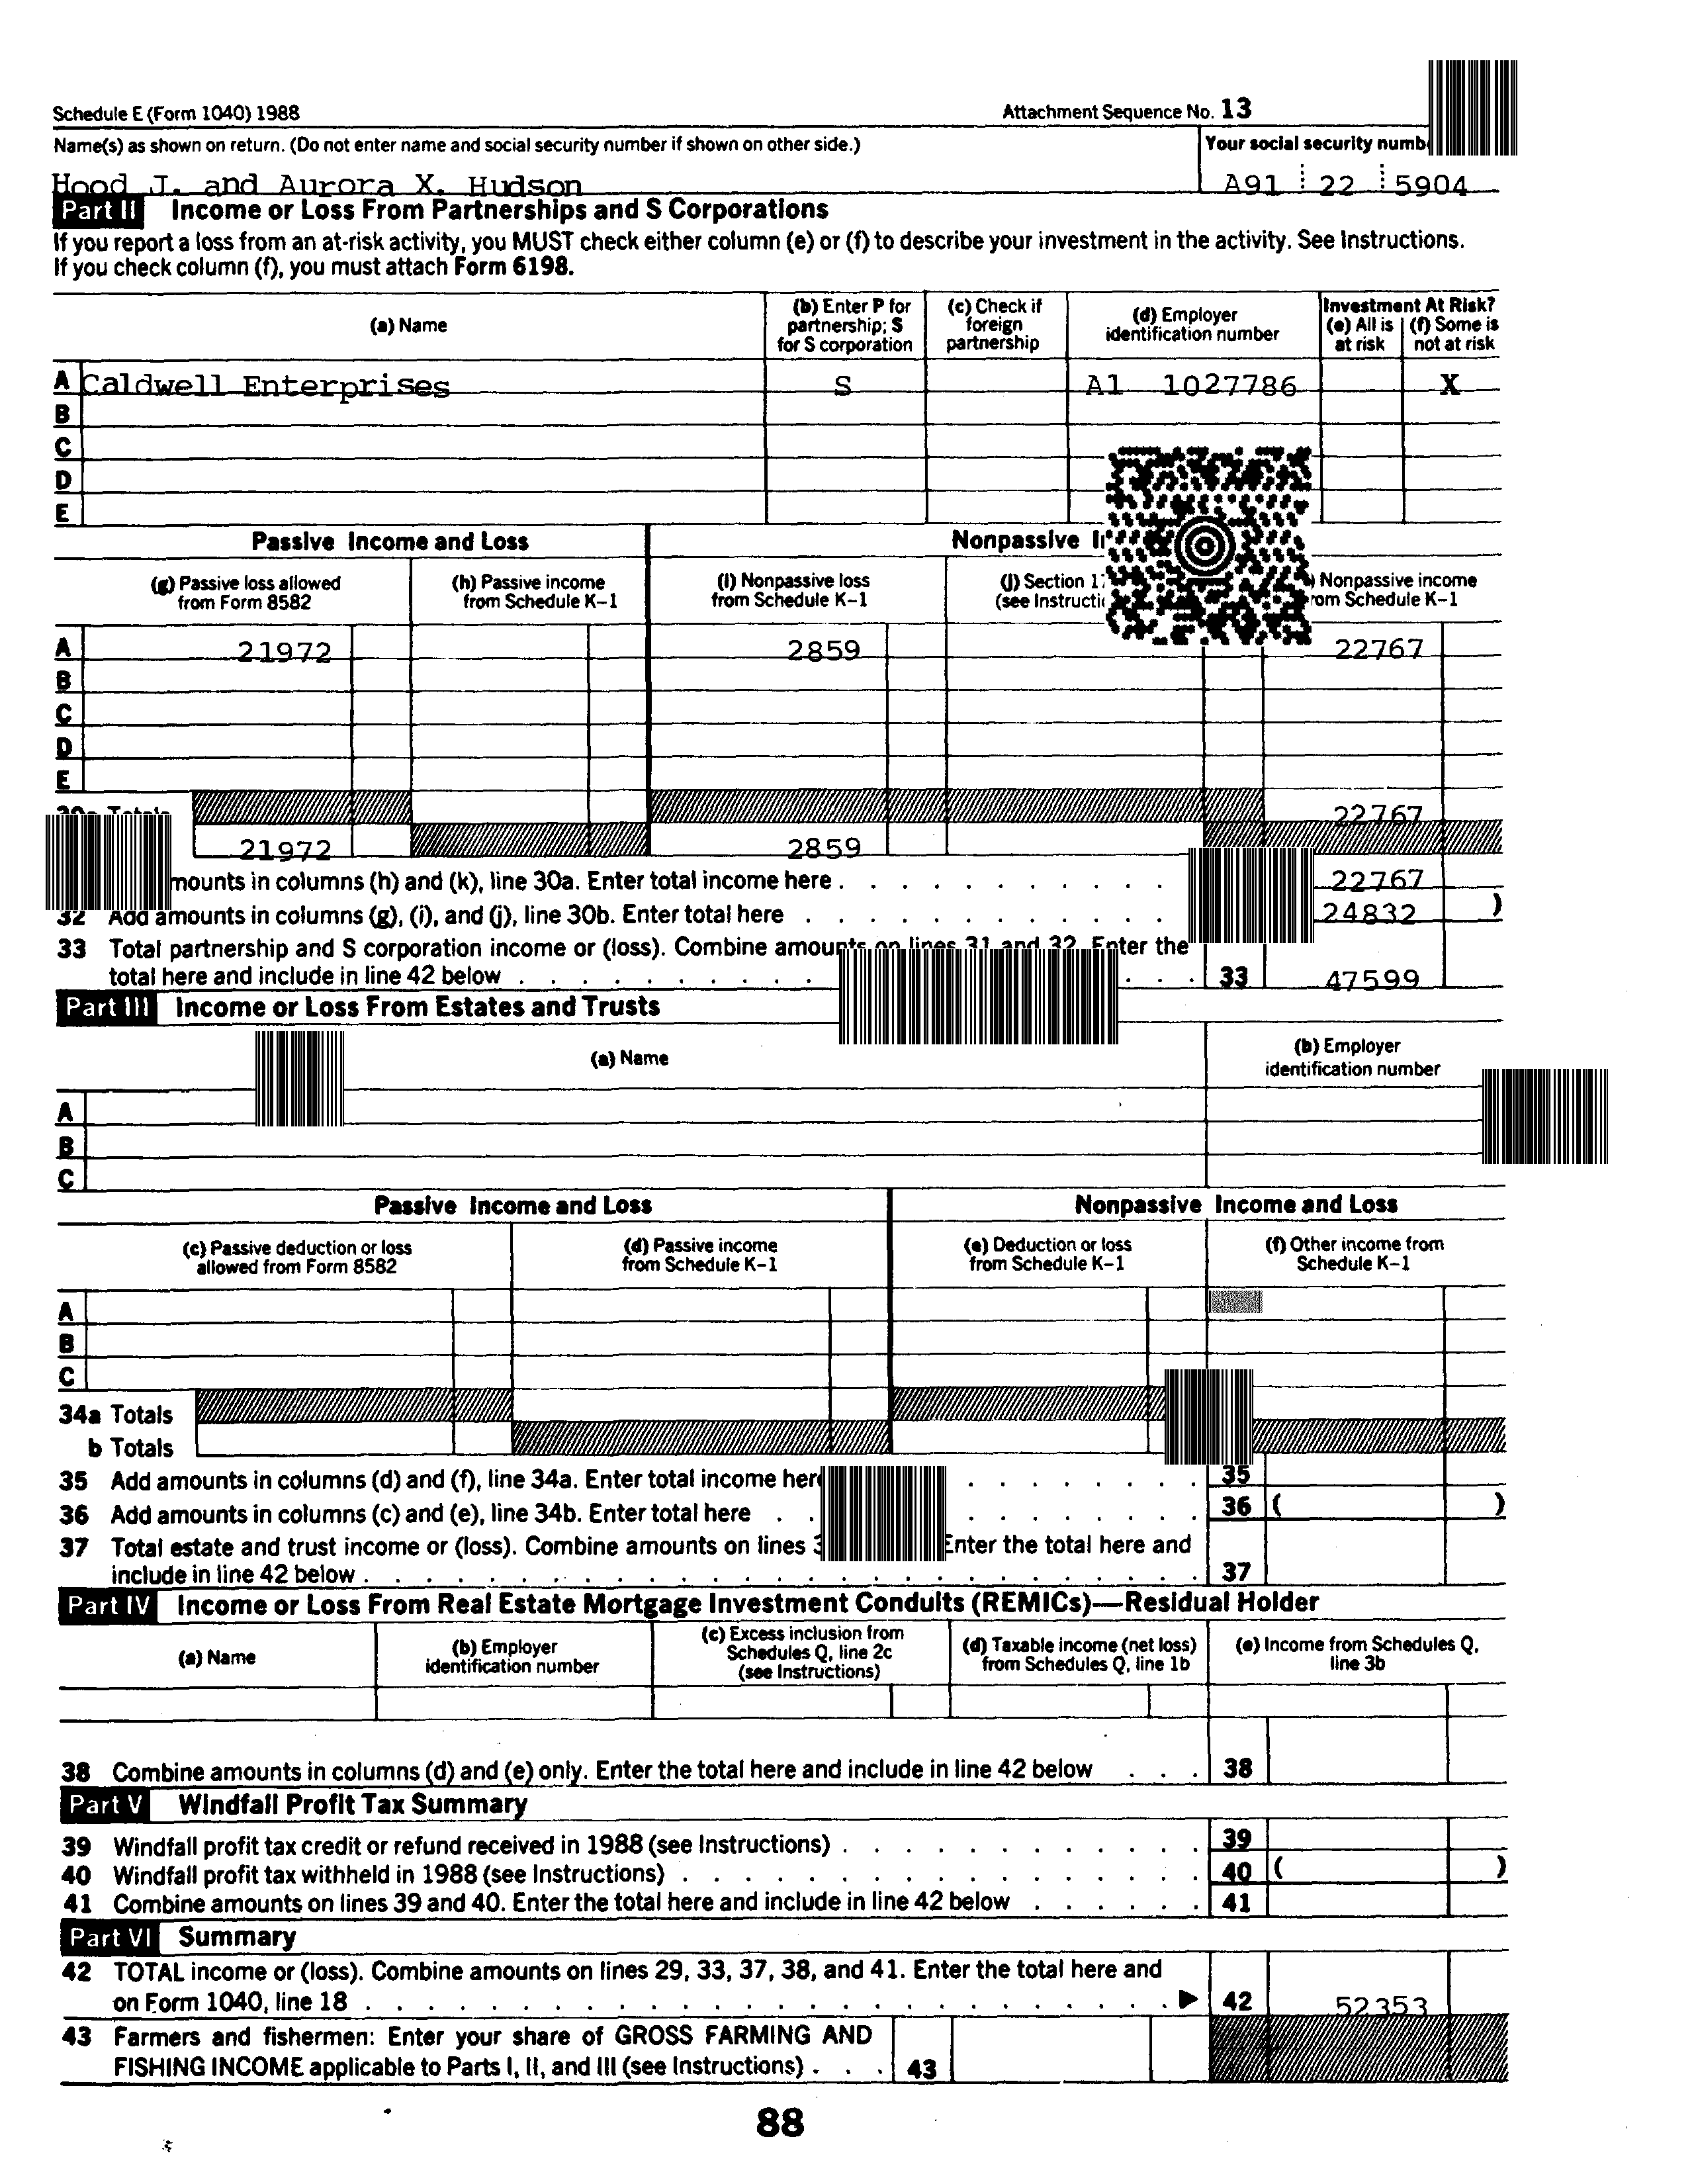 Schedule E (Form 1040) 1988 Attachment Sequence No. 13
Name(s) as shown on return. (Do not enter name and social security number if shown on other side.) Your social security
Hood J. and Aurora X. Hudson A91 22 5904
Part II Income or Loss From Partnerships and S Corporations
If you report a loss from an at-risk activity, you MUST check either column (e) or (f) to describe your investment in the activity. See Instructions.
If you check column (f), you must attach Form 6198.
(a) Name
(b) Enter P for partnership; S for S corporation
(c) Check if foreign partnership
(d) Employer identification number
Investment At Risk?
(e) All is at risk
(f) Some is not at risk
A Caldwell Enterprises S A1 1027786 X
B
C
D
E
Passive Income and Loss
Nonpassive
(g) Passive loss allowed from Form 8582
(h) Passive income from Schedule K-1
(i) Nonpassive loss from Schedule K-1
(j) Section
(see
Nonpassive income
Schedule K-1
A 21972 2859 22767
B
C
D
E
22767
21972 2859
in columns (h) and (k), line 30a. Enter total income here 22767
32 Add amounts in columns (g), (i), and (j), line 30b. Enter total here 24832 )
33 Total partnership and S corporation income or (loss). Combine amounts on lines 31 and 32. Enter the
total here and include in line 42 below 33 47599
Part III Income or Loss From Estates and Trusts
(a) Name
(b) Employer identification number
A
B
C
Passive Income and Loss
Nonpassive Income and Loss
(c) Passive deduction or loss allowed from Form 8582
(d) Passive income from Schedule K-1
(e) Deduction or loss from Schedule K-1
(f) Other income from Schedule K-1
A
B
C
34a Totals
b Totals
35 Add amounts in columns (d) and (f), line 34a. Enter total income here 35
36 Add amounts in columns (c) and (e), line 34b. Enter total here 36 ( )
37 Total estate and trust income or (loss). Combine amounts on lines Enter the total here and
include in line 42 below 37
Part IV Income or Loss From Real Estate Mortgage Investment Conduits (REMICs)—Residual Holder
(a) Name
(b) Employer identification number
(c) Excess inclusion from Schedules Q, line 2c (see Instructions)
(d) Taxable income (net loss) from Schedules Q, line 1b
(e) Income from Schedules Q, line 3b
38 Combine amounts in columns (d) and (e) only. Enter the total here and include in line 42 below 38
Part V Windfall Profit Tax Summary
39 Windfall profit tax credit or refund received in 1988 (see Instructions) 39
40 Windfall profit tax withheld in 1988 (see Instructions) 40 ( )
41 Combine amounts on lines 39 and 40. Enter the total here and include in line 42 below 41
Part VI Summary
42 TOTAL income or (loss). Combine amounts on lines 29, 33, 37, 38, and 41. Enter the total here and
on Form 1040, line 18 42 52353
43 Farmers and fishermen: Enter your share of GROSS FARMING AND
FISHING INCOME applicable to Parts I, II, and III (see Instructions) 43
88